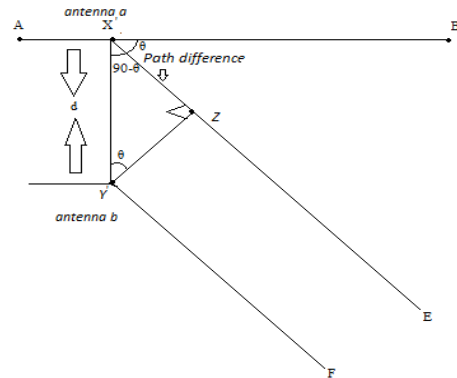 antenna a
A X' B
θ
90-θ Path difference
d
Z
θ
Y'
antenna b
E
F